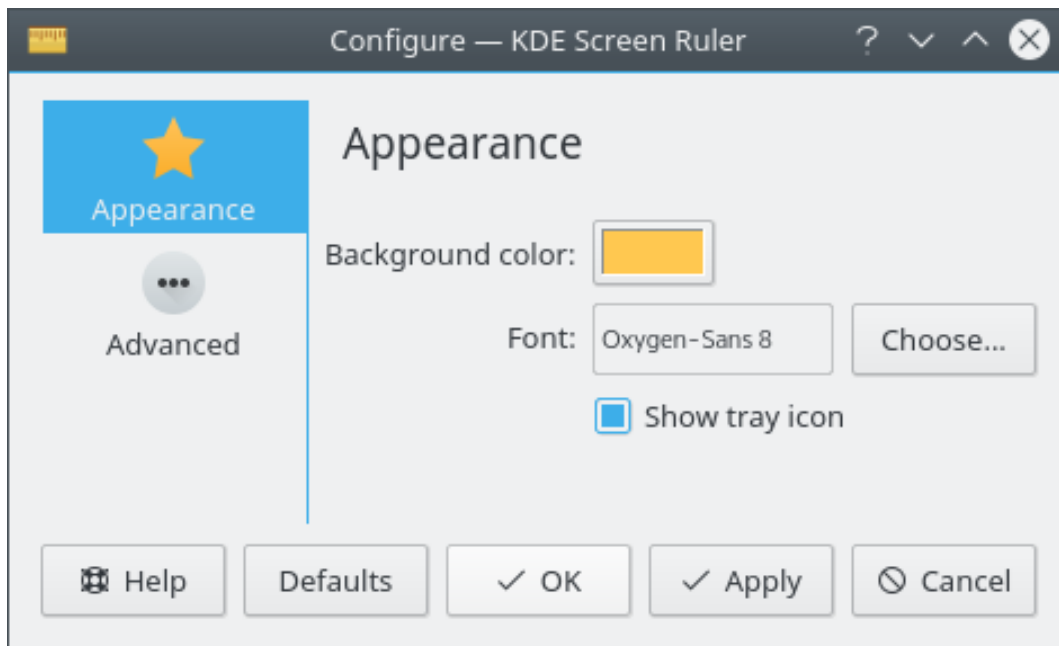 Configure — KDE Screen Ruler
Appearance
Appearance
Background color:
Advanced
Font: Oxygen-Sans 8 Choose...
Show tray icon
Help Defaults OK Apply Cancel